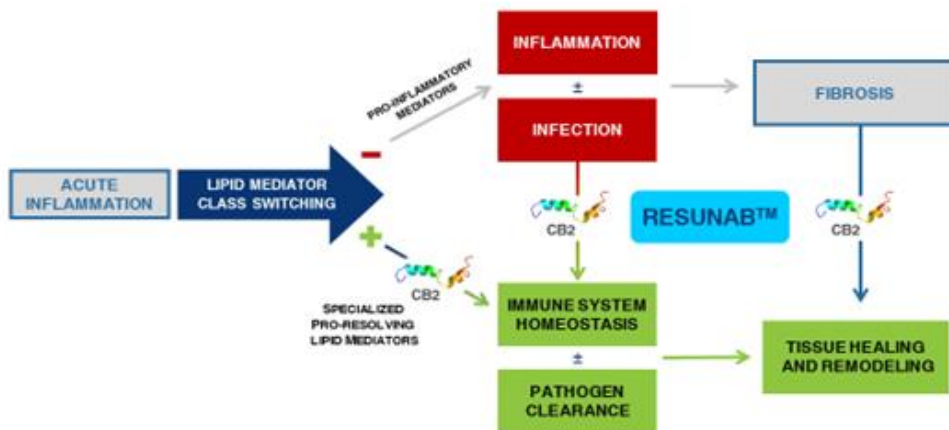 INFLAMMATION
±
INFECTION
PRO-INFLAMMATORY
MEDIATORS
FIBROSIS
ACUTE
INFLAMMATION
LIPID MEDIATOR
CLASS SWITCHING
CB2
RESUNAB™
CB2
CB2
SPECIALIZED
PRO-RESOLVING
LIPID MEDIATORS
IMMUNE SYSTEM
HOMEOSTASIS
±
PATHOGEN
CLEARANCE
TISSUE HEALING
AND REMODELING